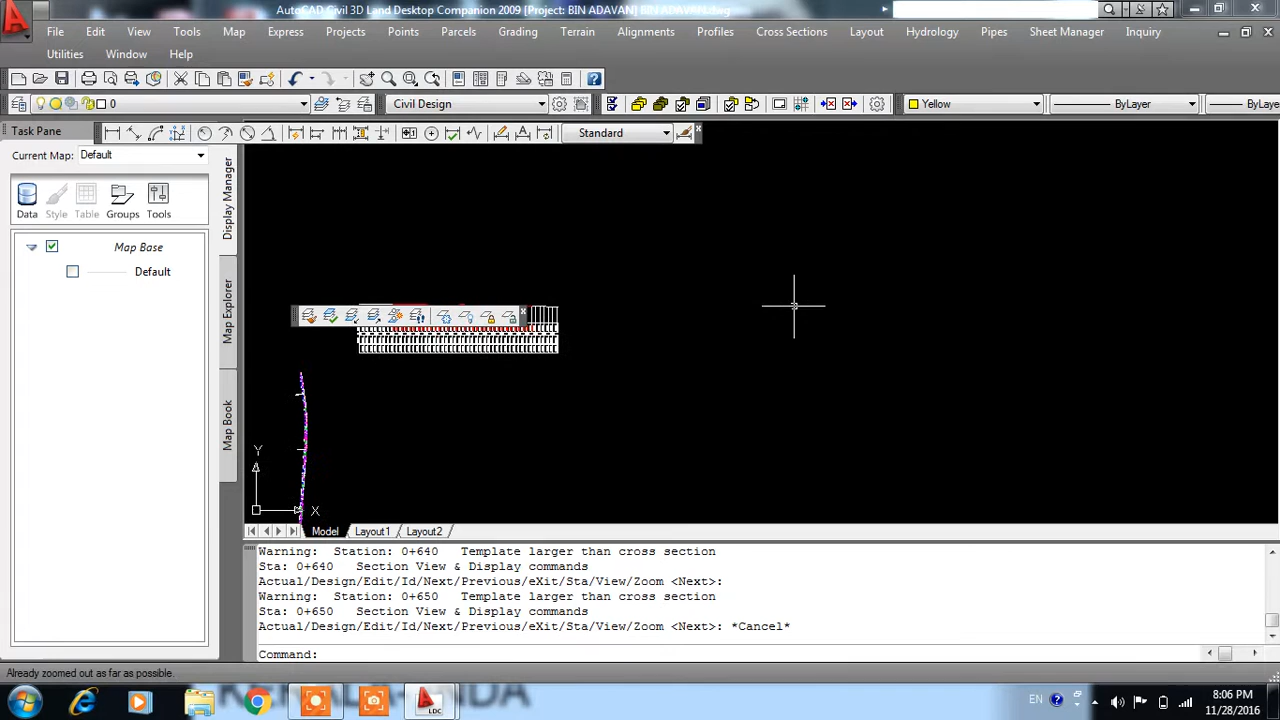 AutoCAD Civil 3D Land Desktop Companion 2009 [Project: BIN ADAVAN] BIN ADAVAN.dwg
File Edit View Tools Map Express Projects Points Parcels Grading Terrain Alignments Profiles Cross Sections Layout Hydrology Pipes Sheet Manager Inquiry
Utilities Window Help
0 Civil Design Yellow ByLayer ByLaye
Task Pane Standard
Current Map: Default
Data Style Table Groups Tools
Display Manager
Map Base
Default
Map Explorer
Map Book
Y
X
Model Layout1 Layout2
Warning: Station: 0+640 Template larger than cross section
Sta: 0+640 Section View & Display commands
Actual/Design/Edit/Id/Next/Previous/eXit/Sta/View/Zoom <Next>:
Warning: Station: 0+650 Template larger than cross section
Sta: 0+650 Section View & Display commands
Actual/Design/Edit/Id/Next/Previous/eXit/Sta/View/Zoom <Next>: *Cancel*
Command:
Already zoomed out as far as possible.
LDC
EN
8:06 PM
11/28/2016